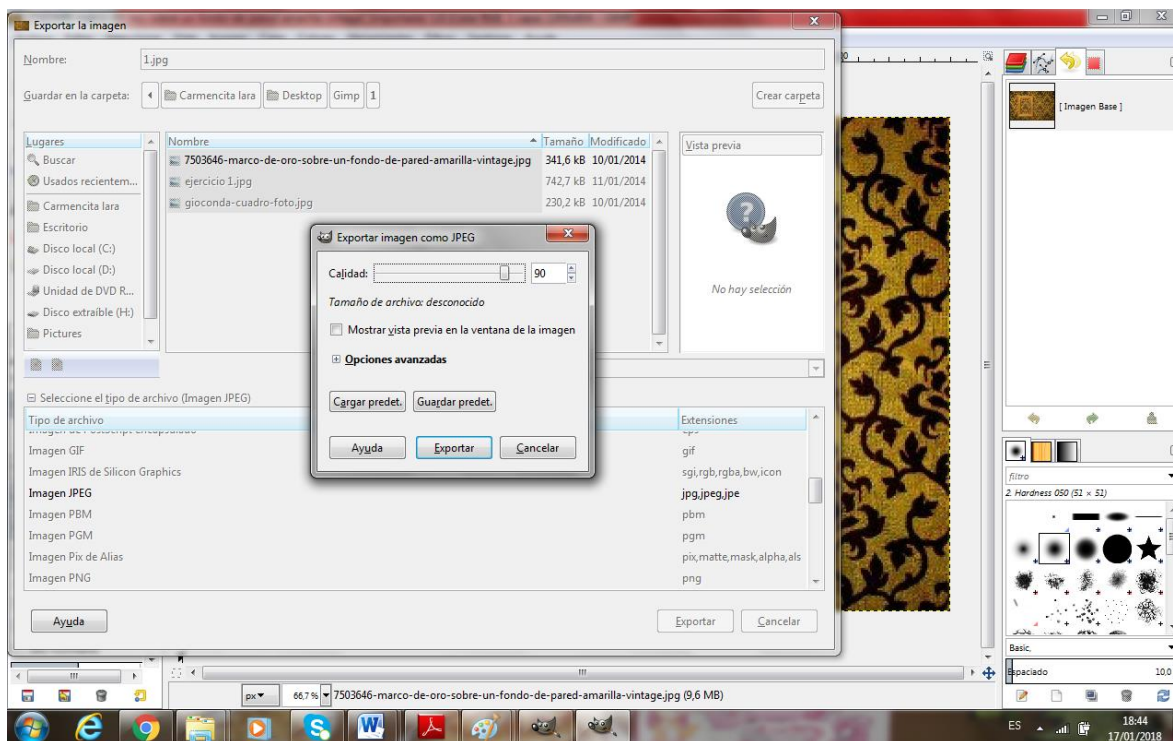 Exportar la imagen
Nombre: 1.jpg
Guardar en la carpeta: Carmencita lara Desktop Gimp 1 Crear carpeta
Lugares
Buscar
Usados recientem...
Carmencita lara
Escritorio
Disco local (C:)
Disco local (D:)
Unidad de DVD R...
Disco extraíble (H:)
Pictures
Nombre Tamaño Modificado
7503646-marco-de-oro-sobre-un-fondo-de-pared-amarilla-vintage.jpg 341,6 kB 10/01/2014
ejercicio 1.jpg 742,7 kB 11/01/2014
gioconda-cuadro-foto.jpg 230,2 kB 10/01/2014
Vista previa
No hay selección
Exportar imagen como JPEG
Calidad: 90
Tamaño de archivo: desconocido
Mostrar vista previa en la ventana de la imagen
Opciones avanzadas
Cargar predet. Guardar predet.
Ayuda Exportar Cancelar
Seleccione el tipo de archivo (Imagen JPEG)
Tipo de archivo Extensiones
Imagen GIF gif
Imagen IRIS de Silicon Graphics sgi,rgb,rgba,bw,icon
Imagen JPEG jpg,jpeg,jpe
Imagen PBM pbm
Imagen PGM pgm
Imagen Pix de Alias pix,matte,mask,alpha,als
Imagen PNG png
Ayuda Exportar Cancelar
[ Imagen Base ]
filtro
2. Hardness 050 (51 × 51)
Basic,
Espaciado 10,0
px 66,7 % 7503646-marco-de-oro-sobre-un-fondo-de-pared-amarilla-vintage.jpg (9,6 MB)
ES 18:44
17/01/2018